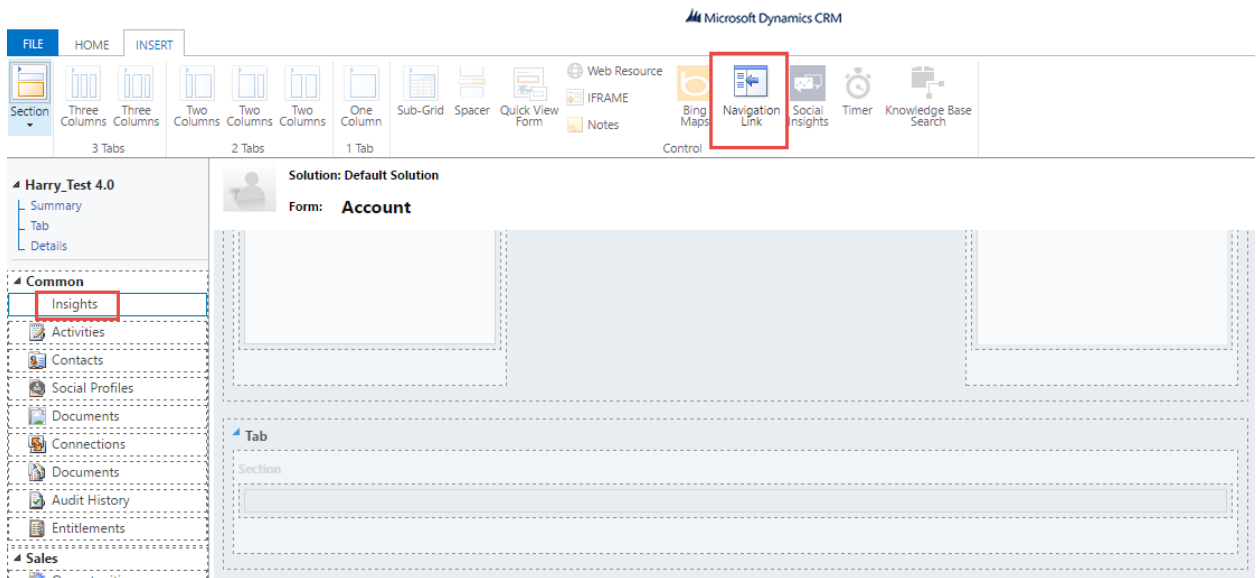 Microsoft Dynamics CRM
FILE HOME INSERT
Section
Three Columns
Three Columns
3 Tabs
Two Columns
Two Columns
Two Columns
2 Tabs
One Column
1 Tab
Sub-Grid
Spacer
Quick View Form
Web Resource
IFRAME
Notes
Bing Maps
Navigation Link
Social Insights
Timer
Knowledge Base Search
Control
Harry_Test 4.0
Summary
Tab
Details
Common
Insights
Activities
Contacts
Social Profiles
Documents
Connections
Documents
Audit History
Entitlements
Sales
Solution: Default Solution
Form: Account
Tab
Section